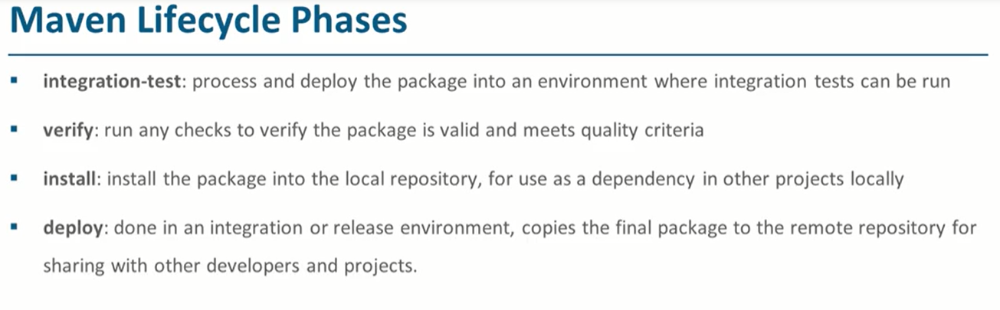 Maven Lifecycle Phases
▪ integration-test: process and deploy the package into an environment where integration tests can be run
▪ verify: run any checks to verify the package is valid and meets quality criteria
▪ install: install the package into the local repository, for use as a dependency in other projects locally
▪ deploy: done in an integration or release environment, copies the final package to the remote repository for
sharing with other developers and projects.